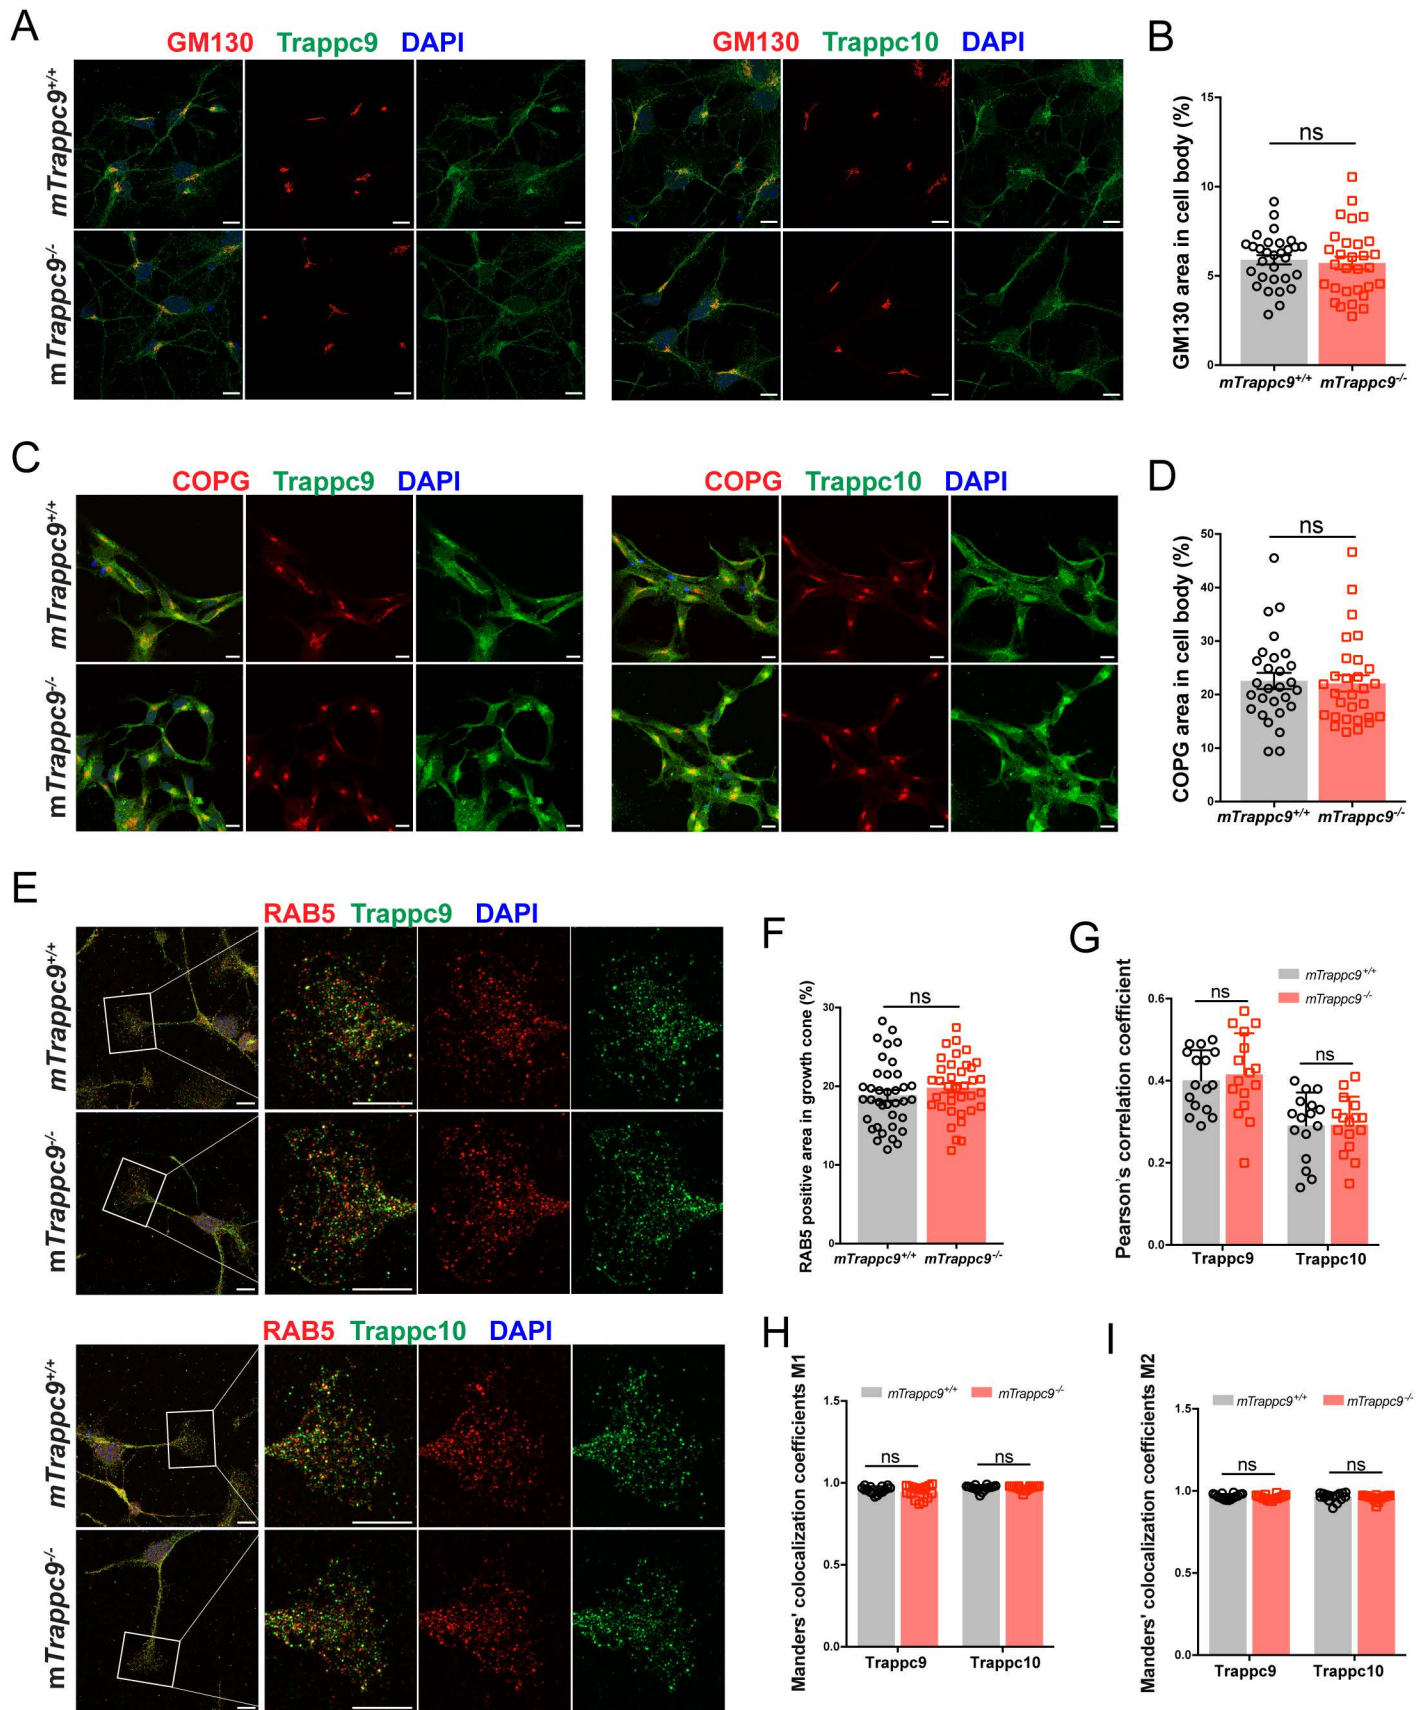 A
GM130 Trappc9 DAPI
GM130 Trappc10 DAPI
mTrappc9+/+
mTrappc9-/-
B
GM130 area in cell body (%)
15
10
5
0
ns
mTrappc9+/+ mTrappc9-/-
C
COPG Trappc9 DAPI
COPG Trappc10 DAPI
mTrappc9+/+
mTrappc9-/-
D
COPG area in cell body (%)
50
40
30
20
10
0
ns
mTrappc9+/+ mTrappc9-/-
E
RAB5 Trappc9 DAPI
mTrappc9+/+
mTrappc9-/-
RAB5 Trappc10 DAPI
mTrappc9+/+
mTrappc9-/-
F
RAB5 positive area in growth cone (%)
30
20
10
0
ns
mTrappc9+/+ mTrappc9-/-
G
Pearson's correlation coefficient
mTrappc9+/+
mTrappc9-/-
0.6
0.4
0.2
0.0
ns
ns
Trappc9 Trappc10
H
Manders' colocalization coefficients M1
mTrappc9+/+ mTrappc9-/-
1.5
1.0
0.5
0.0
ns
ns
Trappc9 Trappc10
I
Manders' colocalization coefficients M2
mTrappc9+/+ mTrappc9-/-
1.5
1.0
0.5
0.0
ns
ns
Trappc9 Trappc10